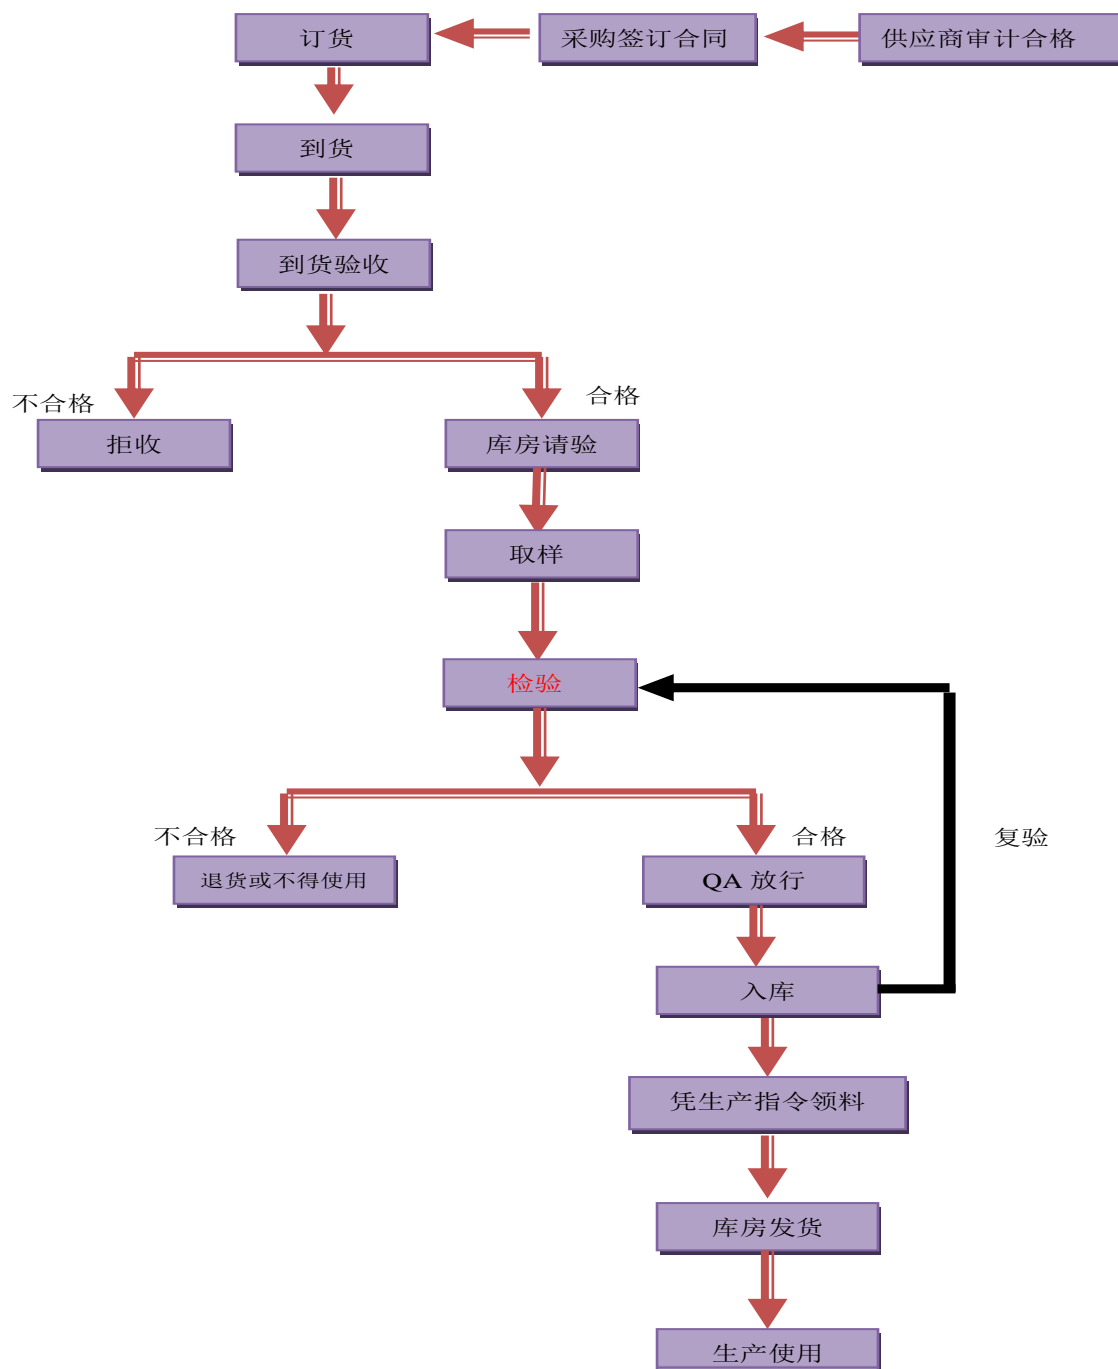 订货
采购签订合同
供应商审计合格
到货
到货验收
不合格
合格
拒收
库房请验
取样
检验
不合格
合格
复验
退货或不得使用
QA 放行
入库
凭生产指令领料
库房发货
生产使用